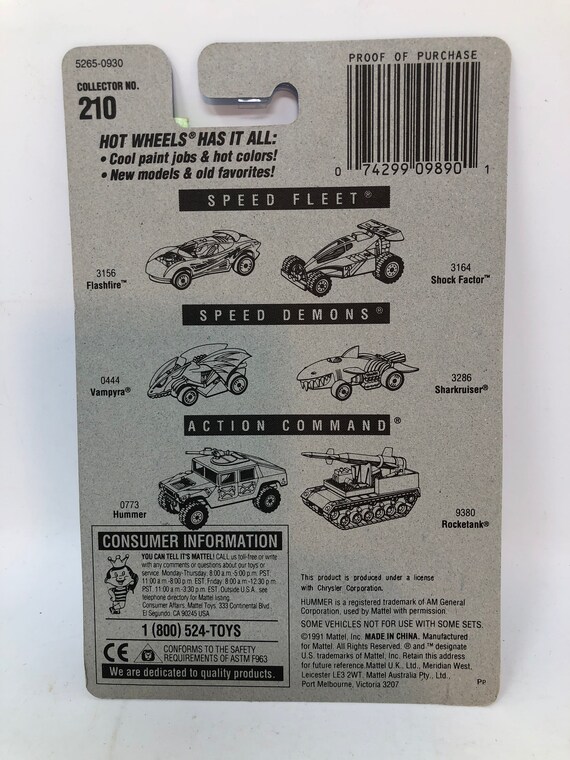 5265-0930
COLLECTOR NO.
210
PROOF OF PURCHASE
0 74299 09890 1
HOT WHEELS® HAS IT ALL:
• Cool paint jobs & hot colors!
• New models & old favorites!
SPEED FLEET®
3156
Flashfire™
3164
Shock Factor™
SPEED DEMONS®
0444
Vampyra®
3286
Sharkruiser®
ACTION COMMAND®
0773
Hummer
9380
Rocketank®
CONSUMER INFORMATION
YOU CAN TELL IT'S MATTEL! CALL us toll-free or write
with any comments or questions about our toys or
service. Monday-Thursday: 8:00 a.m.-5:00 p.m. PST,
11:00 a.m.-8:00 p.m. EST. Friday: 8:00 a.m.-12:30 p.m.
PST, 11:00 a.m.-3:30 p.m. EST. Outside U.S.A., see
telephone directory for Mattel listing.
Consumer Affairs, Mattel Toys, 333 Continental Blvd.,
El Segundo, CA 90245 USA
1 (800) 524-TOYS
CE
CONFORMS TO THE SAFETY
REQUIREMENTS OF ASTM F963
We are dedicated to quality products.
This product is produced under a license
with Chrysler Corporation.
HUMMER is a registered trademark of AM General
Corporation, used by Mattel with permission.
SOME VEHICLES NOT FOR USE WITH SOME SETS.
©1991 Mattel, Inc. MADE IN CHINA. Manufactured
for Mattel. All Rights Reserved. ® and ™ designate
U.S. trademarks of Mattel, Inc. Retain this address
for future reference. Mattel U.K., Ltd., Meridian West,
Leicester LE3 2WT. Mattel Australia Pty., Ltd.,
Port Melbourne, Victoria 3207
PP